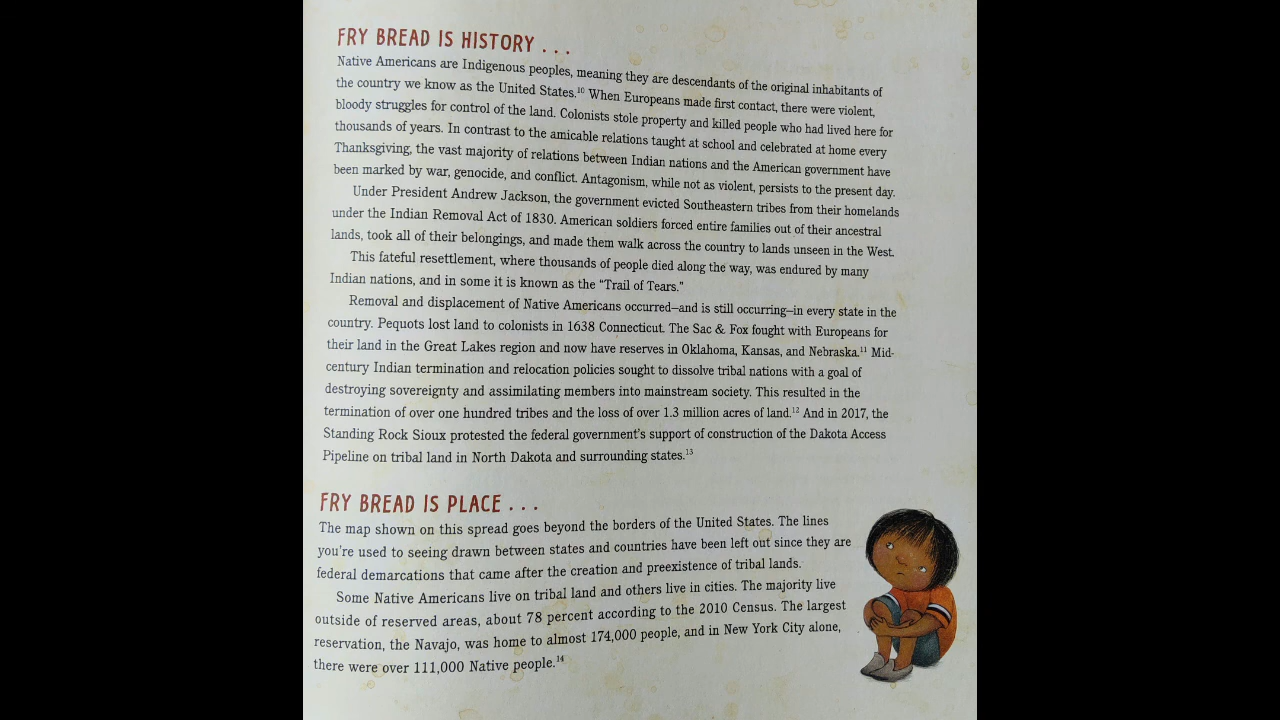 FRY BREAD IS HISTORY . . .
Native Americans are Indigenous peoples, meaning they are descendants of the original inhabitants of
the country we know as the United States.¹⁰ When Europeans made first contact, there were violent,
bloody struggles for control of the land. Colonists stole property and killed people who had lived here for
thousands of years. In contrast to the amicable relations taught at school and celebrated at home every
Thanksgiving, the vast majority of relations between Indian nations and the American government have
been marked by war, genocide, and conflict. Antagonism, while not as violent, persists to the present day.
Under President Andrew Jackson, the government evicted Southeastern tribes from their homelands
under the Indian Removal Act of 1830. American soldiers forced entire families out of their ancestral
lands, took all of their belongings, and made them walk across the country to lands unseen in the West.
This fateful resettlement, where thousands of people died along the way, was endured by many
Indian nations, and in some it is known as the “Trail of Tears.”
Removal and displacement of Native Americans occurred—and is still occurring—in every state in the
country. Pequots lost land to colonists in 1638 Connecticut. The Sac & Fox fought with Europeans for
their land in the Great Lakes region and now have reserves in Oklahoma, Kansas, and Nebraska.¹¹ Mid-
century Indian termination and relocation policies sought to dissolve tribal nations with a goal of
destroying sovereignty and assimilating members into mainstream society. This resulted in the
termination of over one hundred tribes and the loss of over 1.3 million acres of land.¹² And in 2017, the
Standing Rock Sioux protested the federal government’s support of construction of the Dakota Access
Pipeline on tribal land in North Dakota and surrounding states.¹³
FRY BREAD IS PLACE . . .
The map shown on this spread goes beyond the borders of the United States. The lines
you’re used to seeing drawn between states and countries have been left out since they are
federal demarcations that came after the creation and preexistence of tribal lands.
Some Native Americans live on tribal land and others live in cities. The majority live
outside of reserved areas, about 78 percent according to the 2010 Census. The largest
reservation, the Navajo, was home to almost 174,000 people, and in New York City alone,
there were over 111,000 Native people.¹⁴